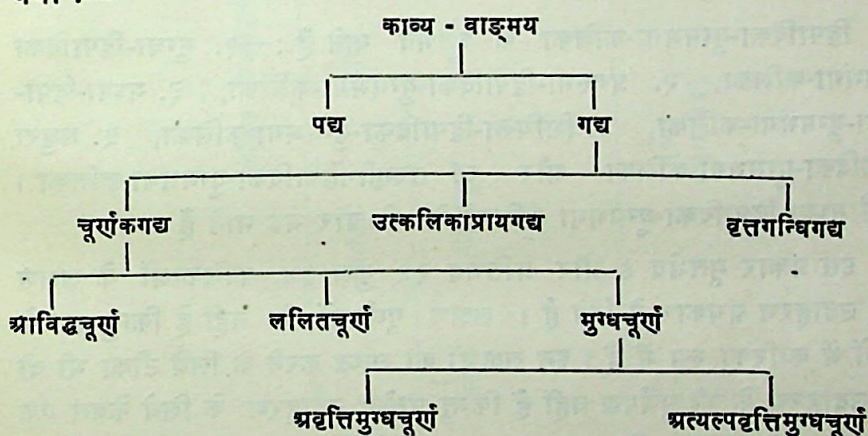 काव्य - वाङ्मय
पद्य गद्य
चूर्णकगद्य उत्कलिकाप्रायगद्य वृत्तगन्धिगद्य
आविद्धचूर्ण ललितचूर्ण मुग्धचूर्ण
अवृत्तिमुग्धचूर्ण अत्यल्पवृत्तिमुग्धचूर्ण